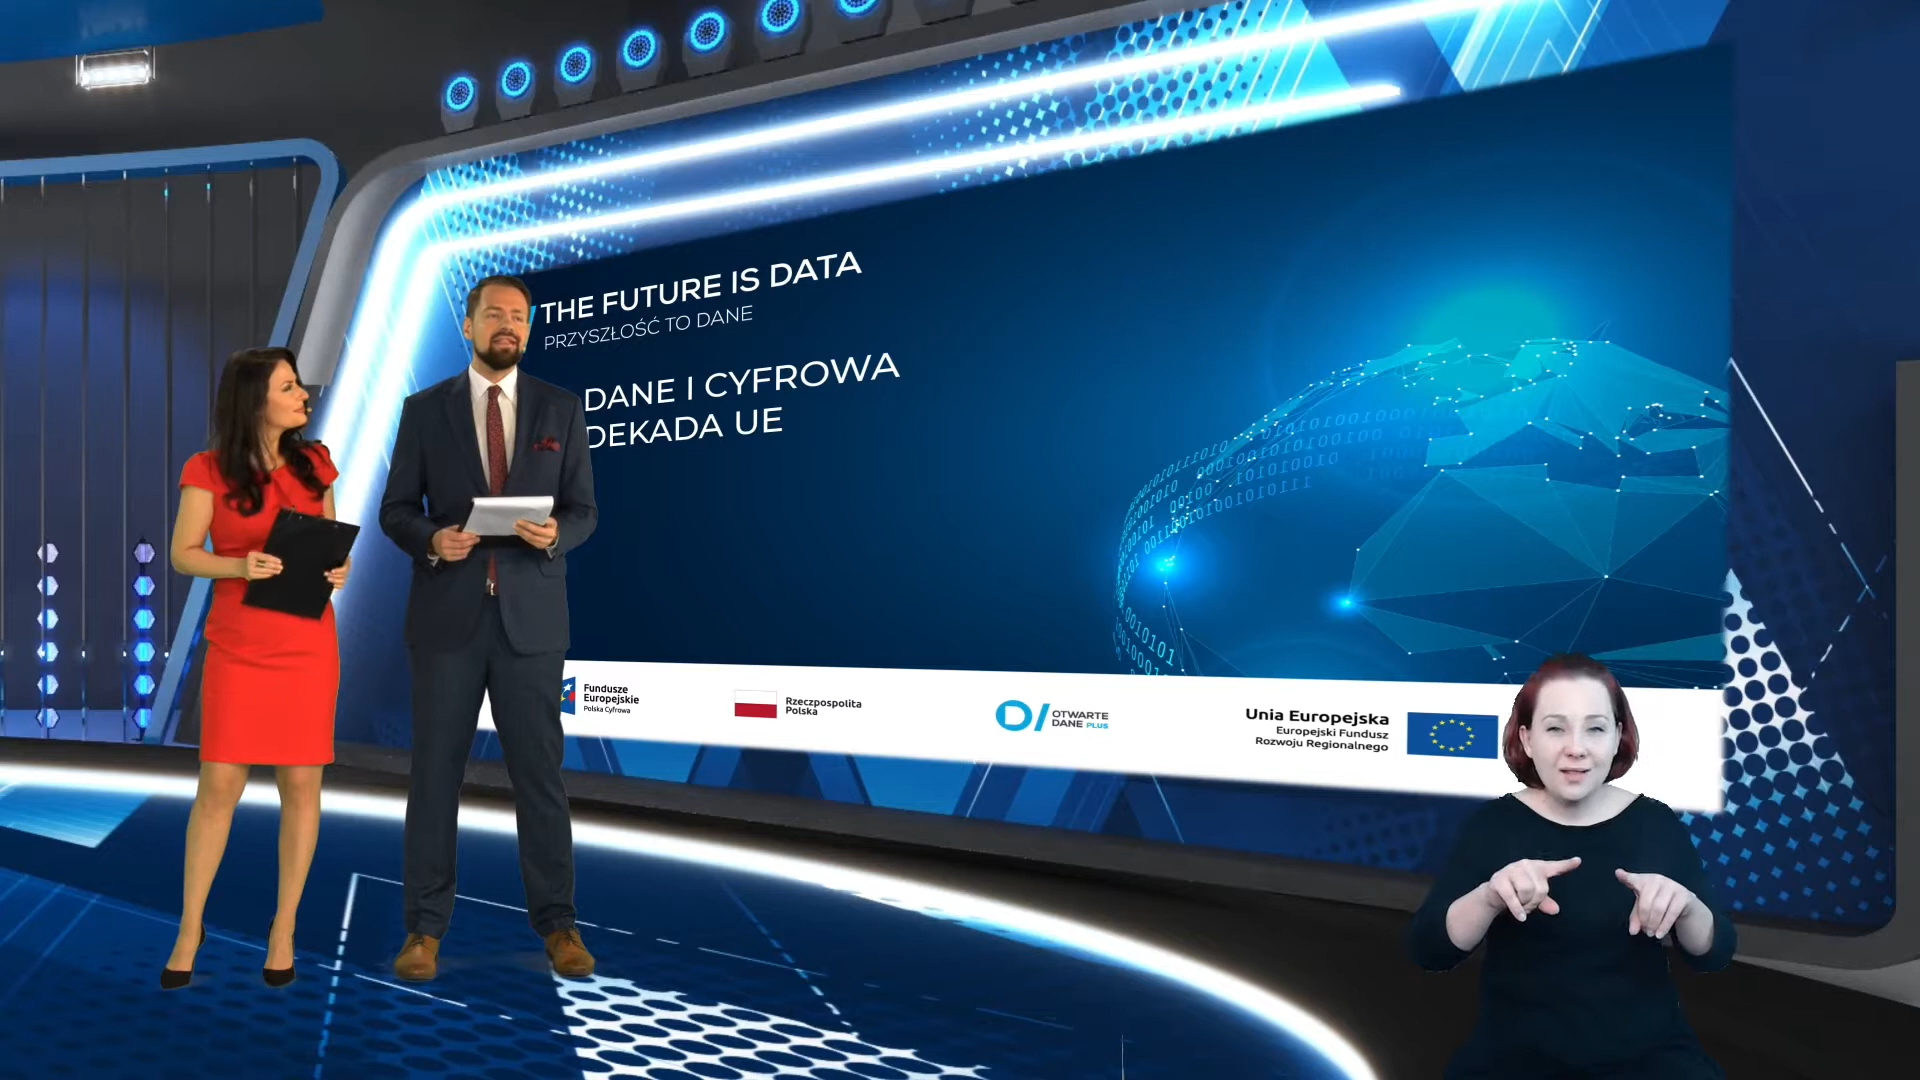 THE FUTURE IS DATA
PRZYSZŁOŚĆ TO DANE
DANE I CYFROWA
DEKADA UE
Fundusze
Europejskie
Polska Cyfrowa
Rzeczpospolita
Polska
OTWARTE
DANE PLUS
Unia Europejska
Europejski Fundusz
Rozwoju Regionalnego